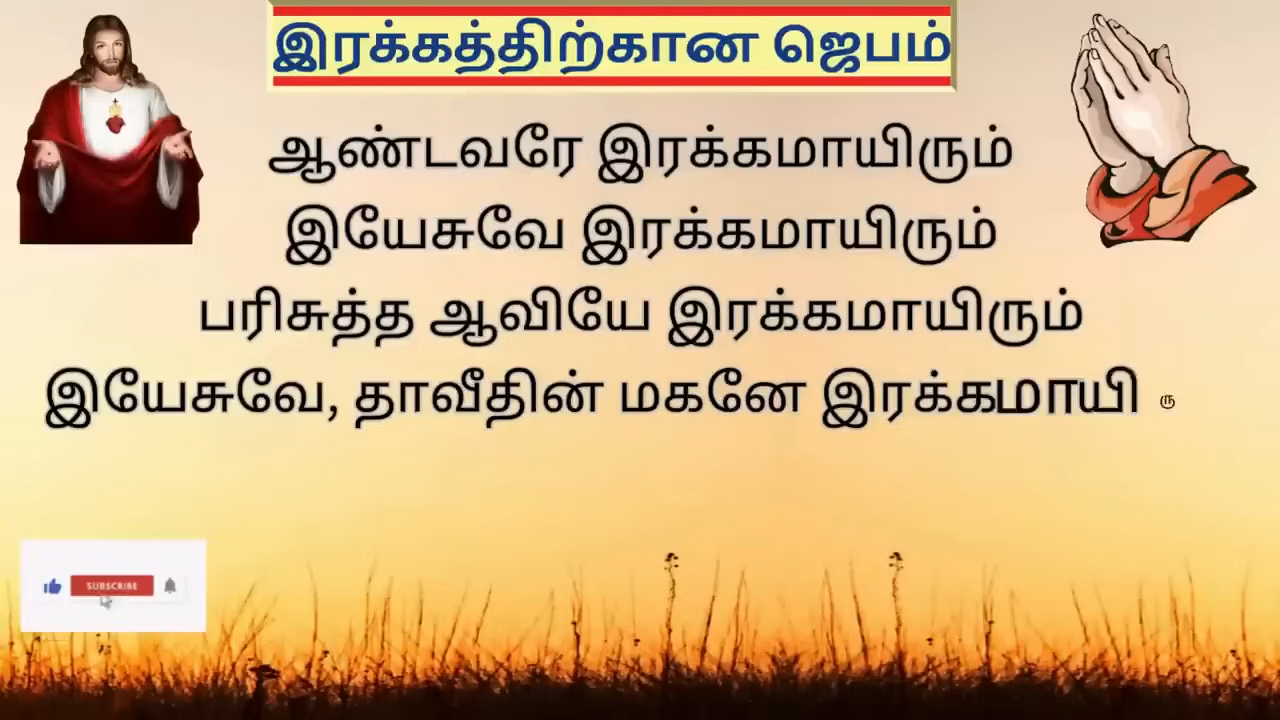 இரக்கத்திற்கான ஜெபம்
ஆண்டவரே இரக்கமாயிரும்
இயேசுவே இரக்கமாயிரும்
பரிசுத்த ஆவியே இரக்கமாயிரும்
இயேசுவே, தாவீதின் மகனே இரக்கமாயி ரு
SUBSCRIBE